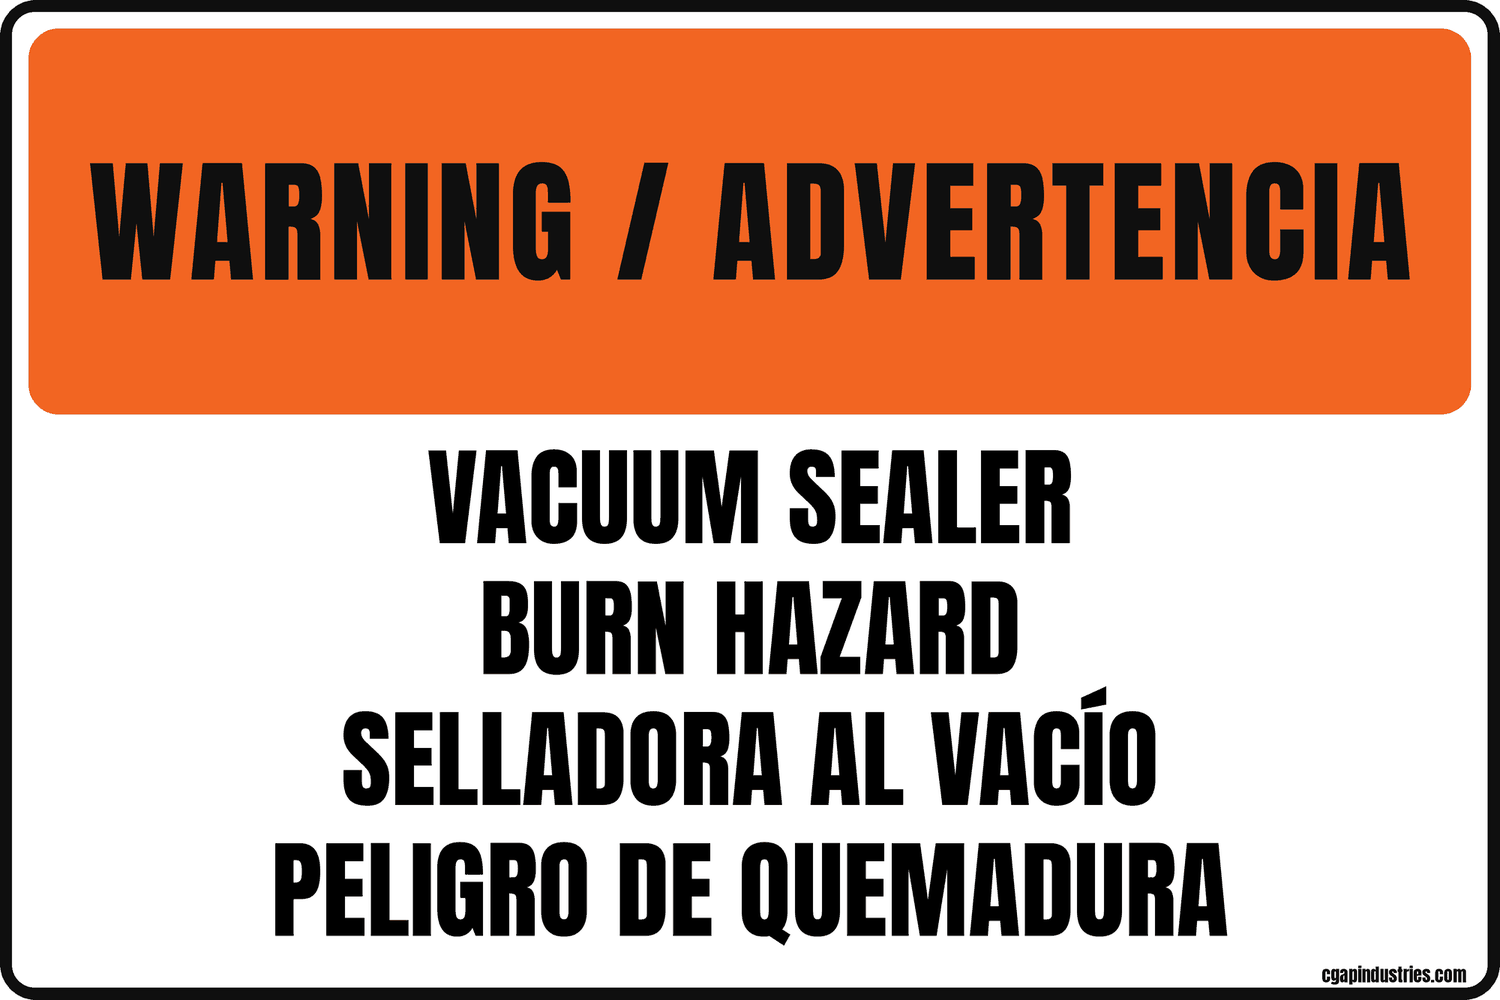 WARNING / ADVERTENCIA
VACUUM SEALER
BURN HAZARD
SELLADORA AL VACÍO
PELIGRO DE QUEMADURA
cgapindustries.com